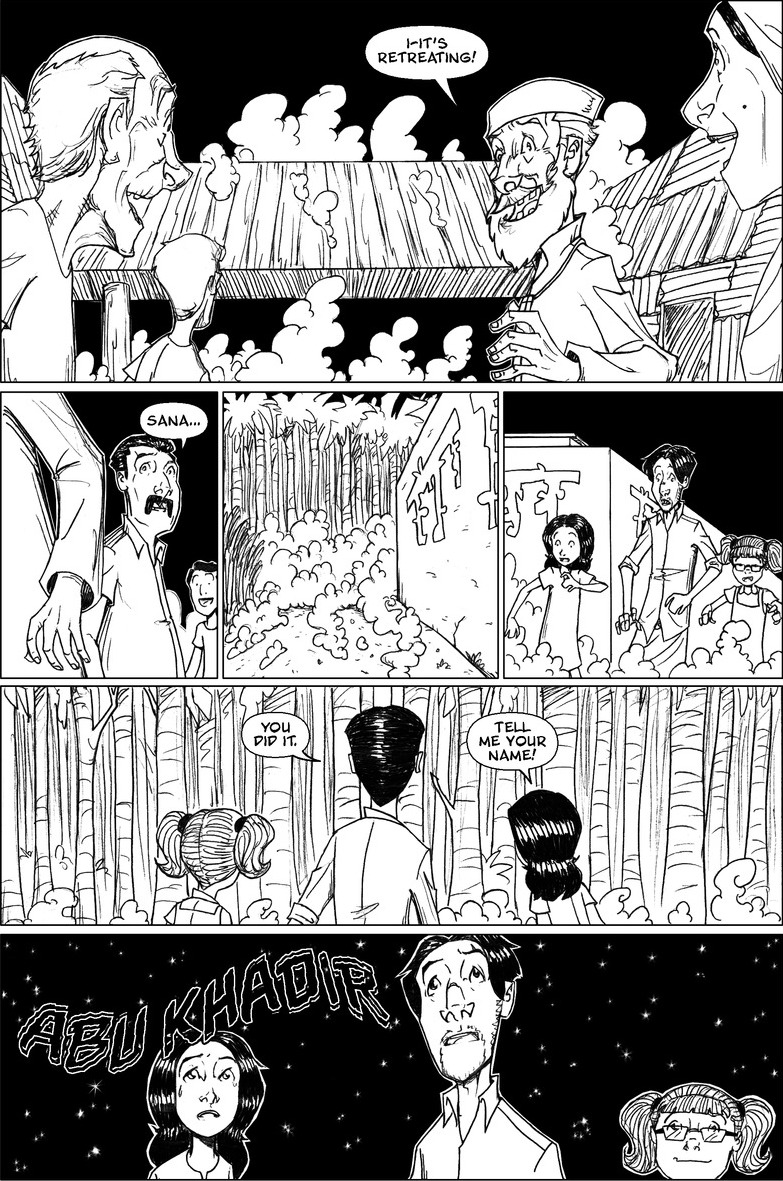 I-IT'S
RETREATING!
SANA...
YOU
DID IT.
TELL
ME YOUR
NAME!
ABU KHADIR